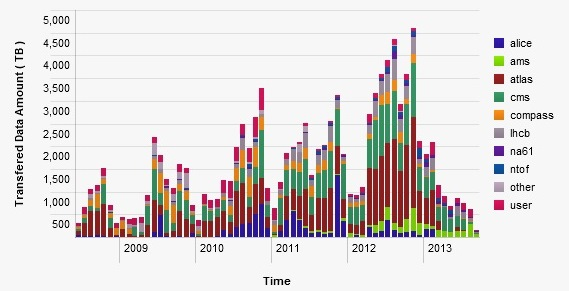 Transfered Data Amount ( TB )
5,000
4,500
4,000
3,500
3,000
2,500
2,000
1,500
1,000
500
2009
2010
2011
2012
2013
Time
alice
ams
atlas
cms
compass
lhcb
na61
ntof
other
user